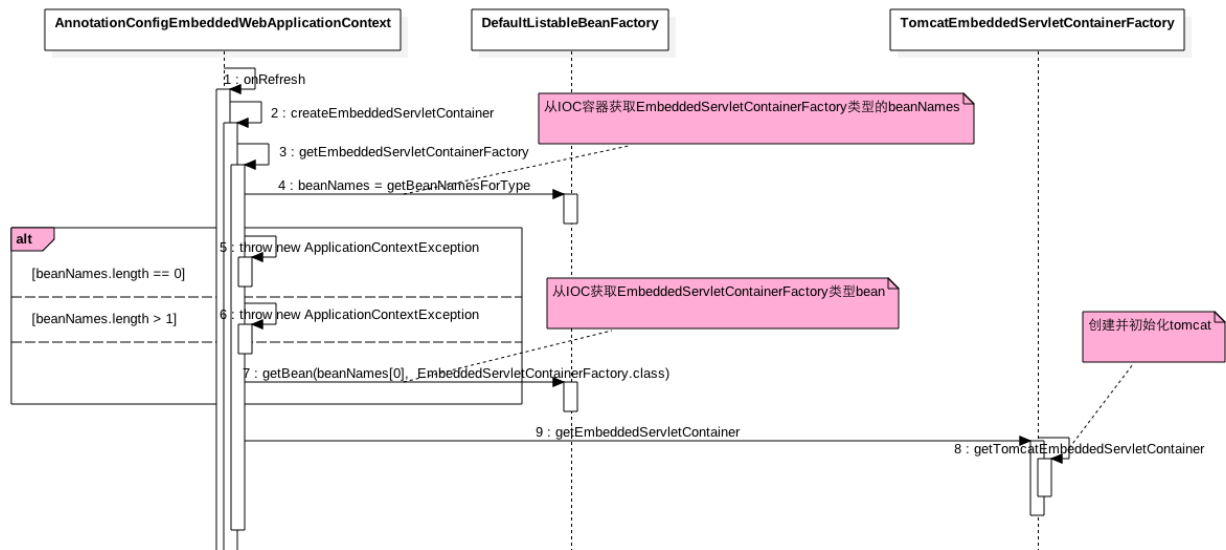 AnnotationConfigEmbeddedWebApplicationContext
DefaultListableBeanFactory
TomcatEmbeddedServletContainerFactory
1 : onRefresh
2 : createEmbeddedServletContainer
从IOC容器获取EmbeddedServletContainerFactory类型的beanNames
3 : getEmbeddedServletContainerFactory
4 : beanNames = getBeanNamesForType
alt
5 : throw new ApplicationContextException
[beanNames.length == 0]
从IOC获取EmbeddedServletContainerFactory类型bean
6 : throw new ApplicationContextException
[beanNames.length > 1]
创建并初始化tomcat
7 : getBean(beanNames[0], EmbeddedServletContainerFactory.class)
9 : getEmbeddedServletContainer
8 : getTomcatEmbeddedServletContainer